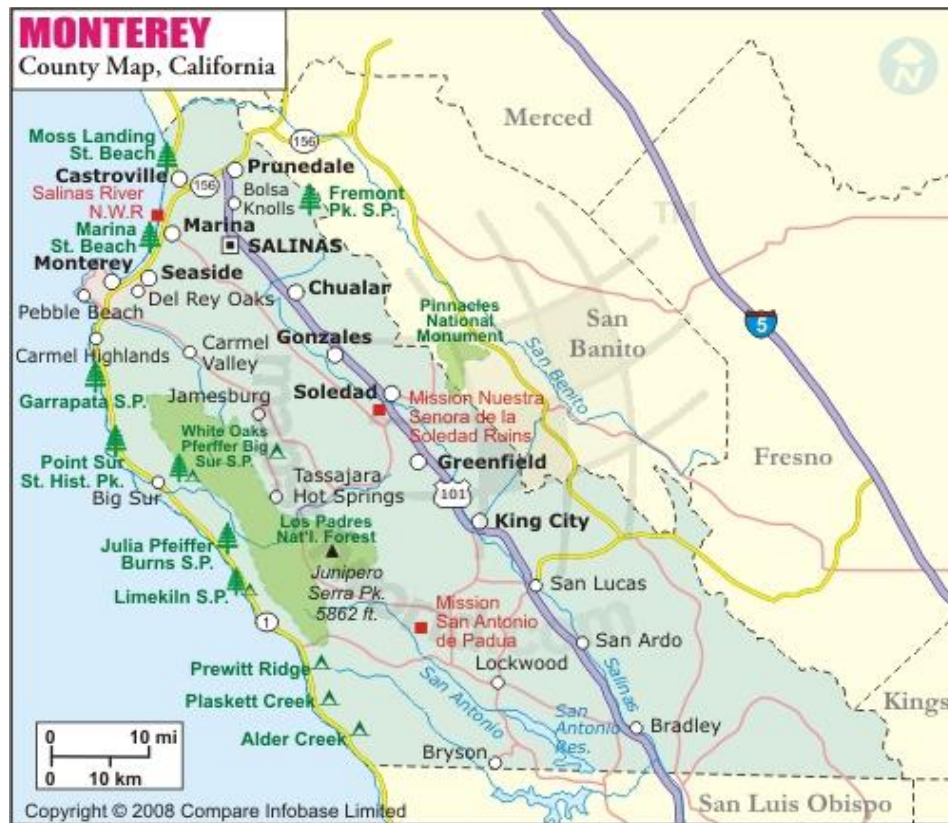 MONTEREY
County Map, California
N
Merced
Moss Landing
St. Beach
156
Castroville
Prunedale
156
Salinas River
N.W.R
Bolsa
Knolls
Fremont
Pk. S.P.
Marina
St. Beach
Marina
SALINAS
TM
Monterey
Seaside
Del Rey Oaks
Chualar
Pebble Beach
Pinnacles
National
Monument
San
Banito
5
Gonzales
San Benito
Carmel Highlands
Carmel
Valley
Garrapata S.P.
Jamesburg
Soledad
Mission Nuestra
Senora de la
Soledad Ruins
White Oaks
Pferffer Big
Sur S.P.
Point Sur
St. Hist. Pk.
Greenfield
Fresno
Big Sur
Tassajara
Hot Springs
101
Los Padres
Nat'l. Forest
King City
Julia Pfeiffer
Burns S.P.
Junipero
Serra Pk.
5862 ft.
Limekiln S.P.
San Lucas
1
Mission
San Antonio
de Padua
San Ardo
Prewitt Ridge
Lockwood
Salinas
Plaskett Creek
San Antonio
Kings
Alder Creek
San
Antonio
Res.
Bradley
Bryson
0 10 mi
0 10 km
San Luis Obispo
Copyright © 2008 Compare Infobase Limited